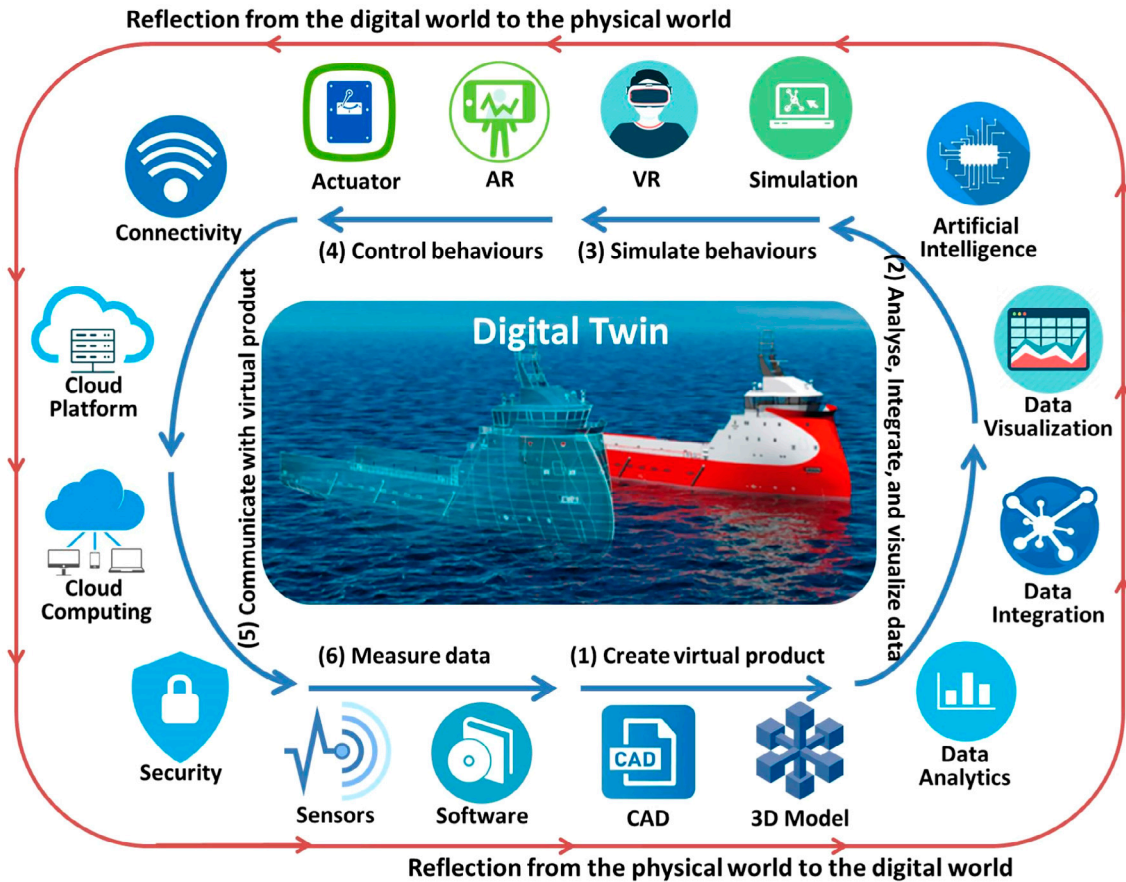 Reflection from the digital world to the physical world
Actuator
AR
VR
Simulation
Connectivity
Artificial
Intelligence
(4) Control behaviours
(3) Simulate behaviours
(2) Analyse, Integrate, and visualize data
Digital Twin
Cloud
Platform
Data
Visualization
(5) Communicate with virtual product
Cloud
Computing
Data
Integration
(6) Measure data
(1) Create virtual product
Security
Sensors
Software
CAD
CAD
3D Model
Data
Analytics
Reflection from the physical world to the digital world